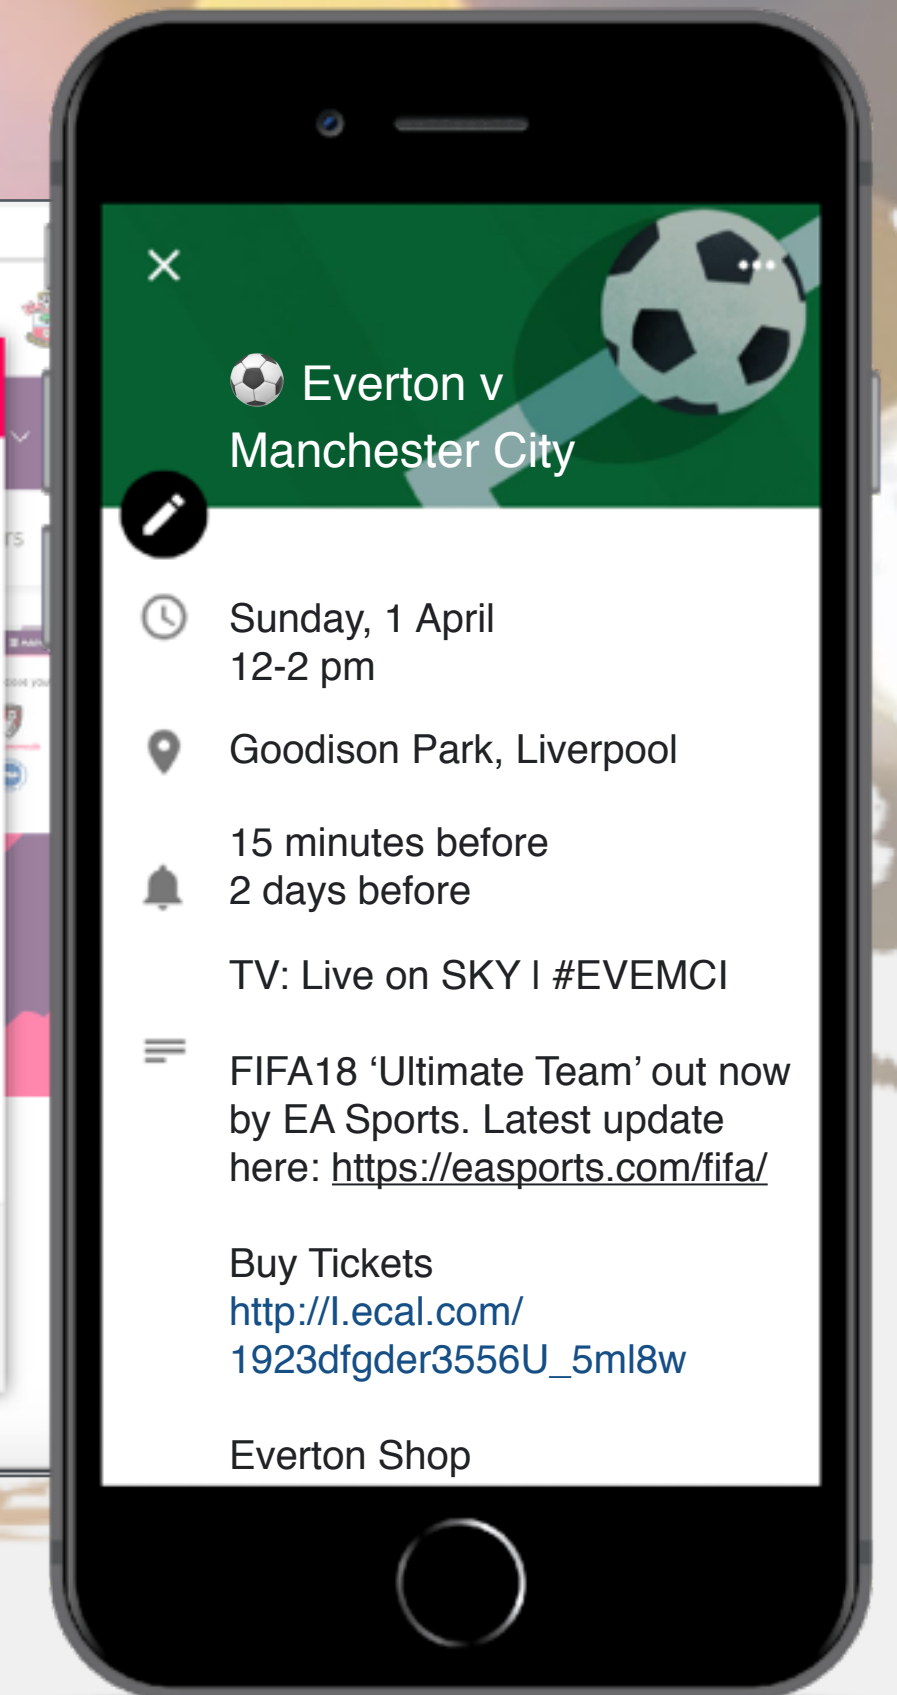 Everton v
Manchester City
Sunday, 1 April
12-2 pm
Goodison Park, Liverpool
15 minutes before
2 days before
TV: Live on SKY | #EVEMCI
FIFA18 ‘Ultimate Team’ out now
by EA Sports. Latest update
here: https://easports.com/fifa/
Buy Tickets
http://l.ecal.com/
1923dfgder3556U_5ml8w
Everton Shop